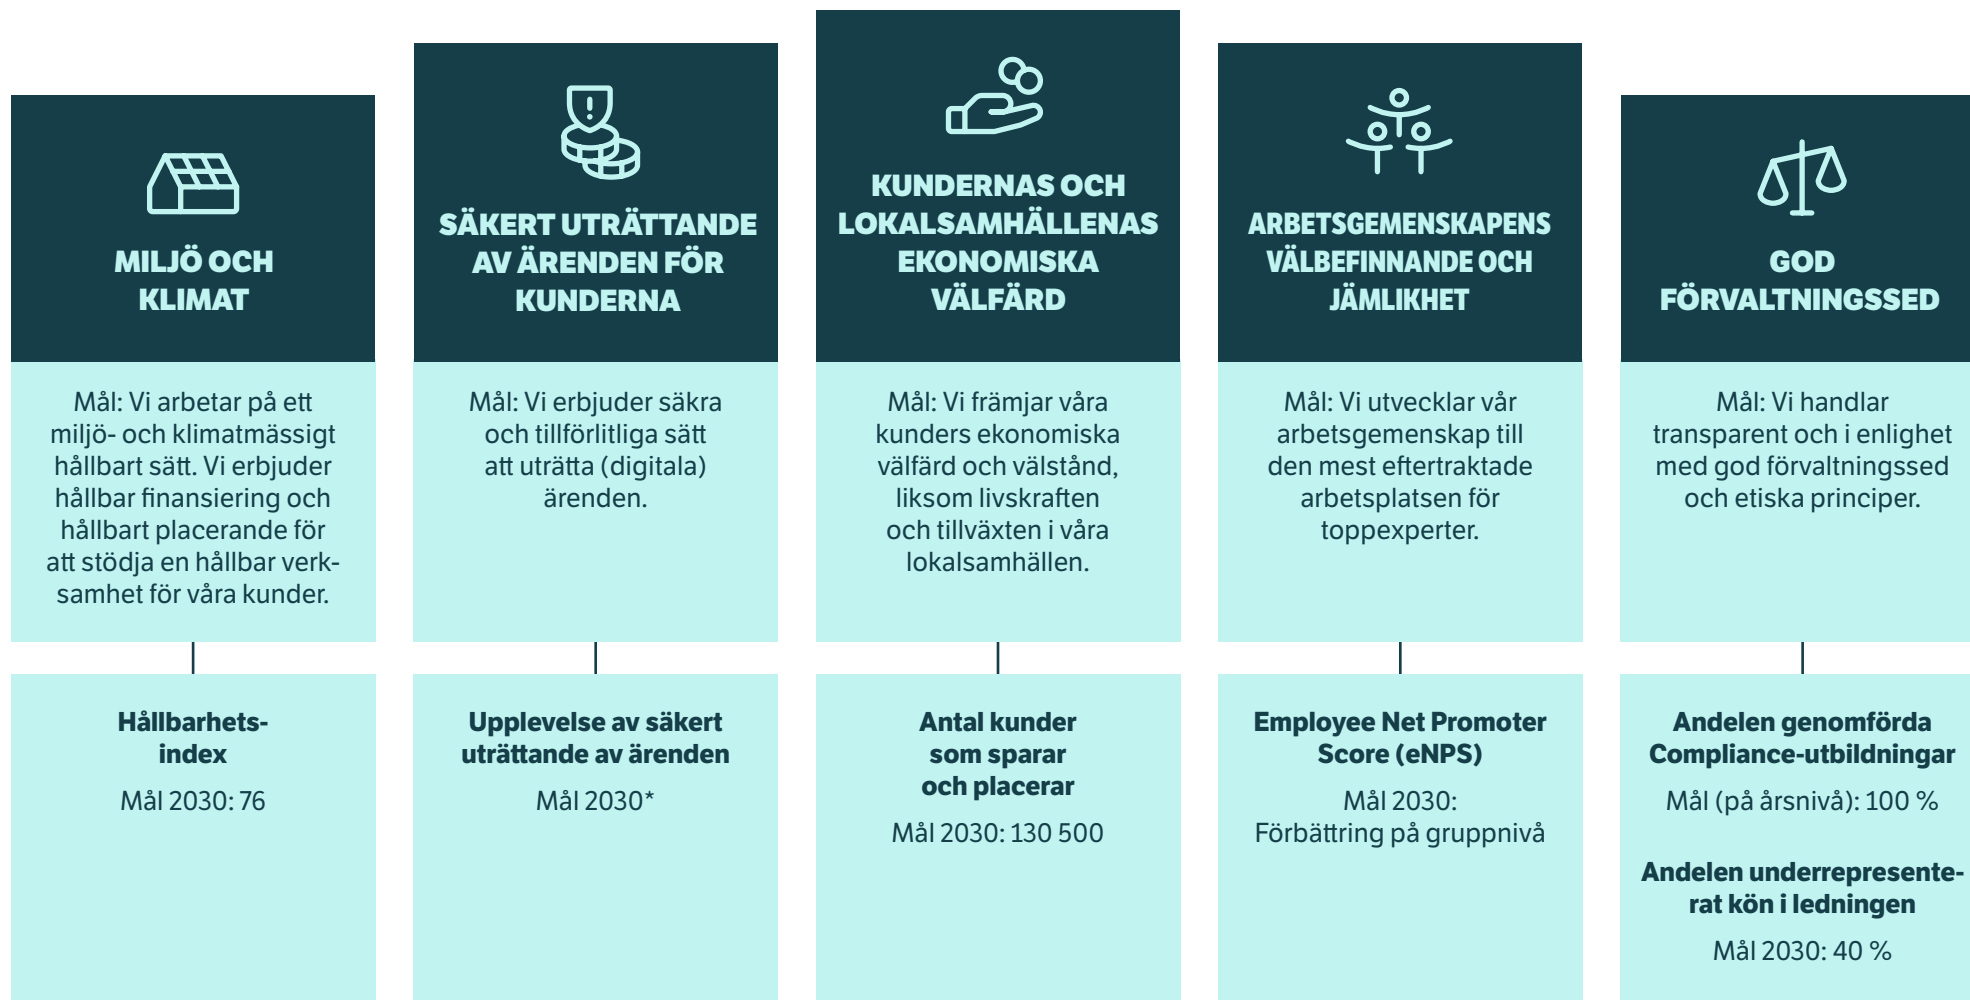 MILJÖ OCH
KLIMAT
Mål: Vi arbetar på ett
miljö- och klimatmässigt
hållbart sätt. Vi erbjuder
hållbar finansiering och
hållbart placerande för
att stödja en hållbar verk-
samhet för våra kunder.
Hållbarhets-
index
Mål 2030: 76
SÄKERT UTRÄTTANDE
AV ÄRENDEN FÖR
KUNDERNA
Mål: Vi erbjuder säkra
och tillförlitliga sätt
att uträtta (digitala)
ärenden.
Upplevelse av säkert
uträttande av ärenden
Mål 2030*
KUNDERNAS OCH
LOKALSAMHÄLLENAS
EKONOMISKA
VÄLFÄRD
Mål: Vi främjar våra
kunders ekonomiska
välfärd och välstånd,
liksom livskraften
och tillväxten i våra
lokalsamhällen.
Antal kunder
som sparar
och placerar
Mål 2030: 130 500
ARBETSGEMENSKAPENS
VÄLBEFINNANDE OCH
JÄMLIKHET
Mål: Vi utvecklar vår
arbetsgemenskap till
den mest eftertraktade
arbetsplatsen för
toppexperter.
Employee Net Promoter
Score (eNPS)
Mål 2030:
Förbättring på gruppnivå
GOD
FÖRVALTNINGSSED
Mål: Vi handlar
transparent och i enlighet
med god förvaltningssed
och etiska principer.
Andelen genomförda
Compliance-utbildningar
Mål (på årsnivå): 100 %
Andelen underrepresente-
rat kön i ledningen
Mål 2030: 40 %